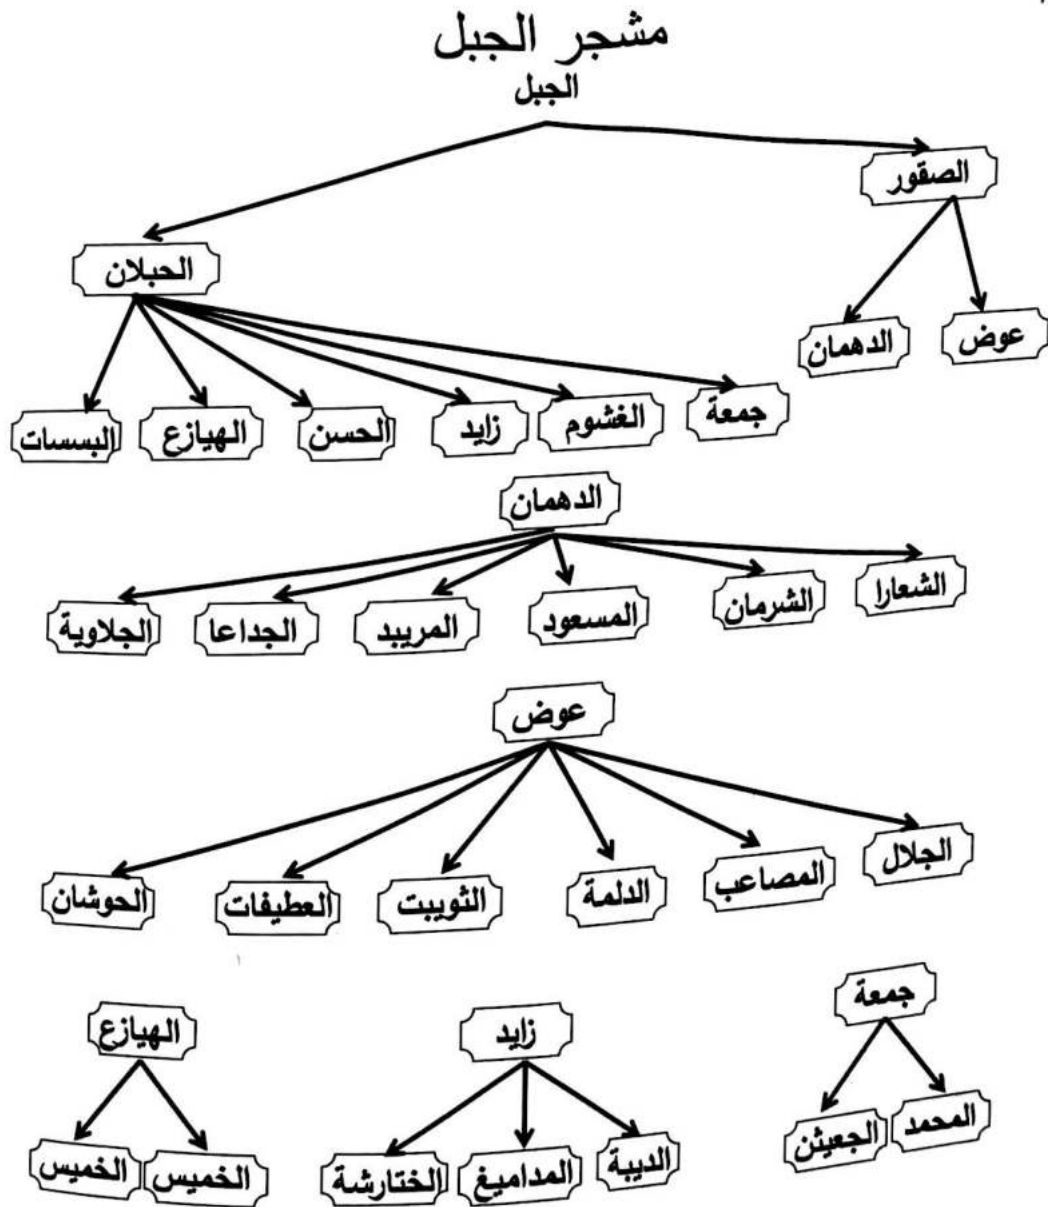 مشجر الجبل
الجبل
الصقور
الحبلان
عوض
الدهمان
جمعة
الغشوم
زايد
الحسن
الهيازع
البسسات
الدهمان
الشعارا
الشرمان
المسعود
المريبد
الجداعا
الجلاوية
عوض
الجلال
المصاعب
الدلمة
الثويبت
العطيفات
الحوشان
جمعة
زايد
الهيازع
المحمد
الجعيثن
الديبة
المداميغ
الختارشة
الخميس
الخميس